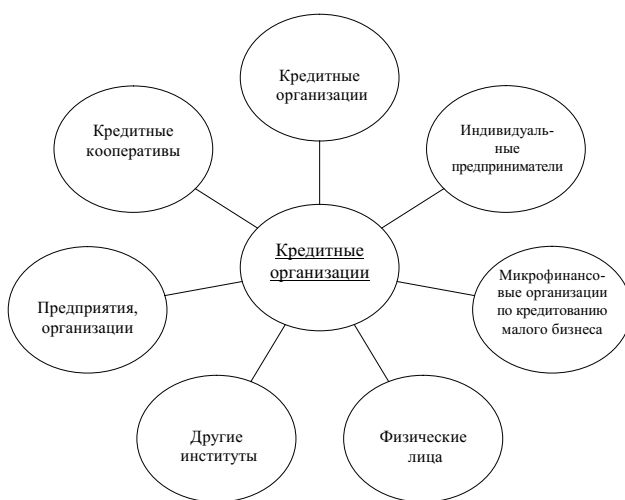 Кредитные
организации
Кредитные
кооперативы
Индивидуаль-
ные
предприниматели
Кредитные
организации
Предприятия,
организации
Микрофинансо-
вые организации
по кредитованию
малого бизнеса
Другие
институты
Физические
лица